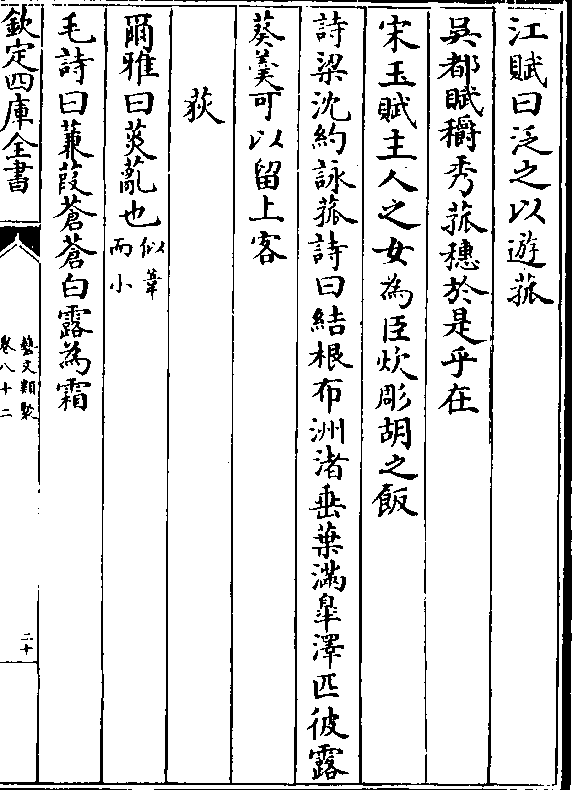 江賦曰泛之以遊菰
吳都賦穱秀菰穗於是乎在
宋玉賦主人之女為臣炊彫胡之飯
詩梁沈約詠菰詩曰結根布洲渚垂葉滿皐澤匹彼露
葵羮可以留上客
荻
爾雅曰菼薍也似葦而小
毛詩曰蒹葭蒼蒼白露為霜
欽定四庫全書
藝文類聚
卷八十二
二十